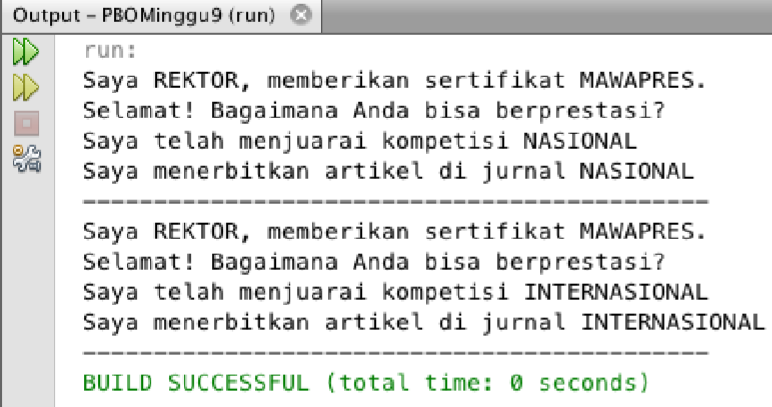 Output – PBOMinggu9 (run)
run:
Saya REKTOR, memberikan sertifikat MAWAPRES.
Selamat! Bagaimana Anda bisa berprestasi?
Saya telah menjuarai kompetisi NASIONAL
Saya menerbitkan artikel di jurnal NASIONAL
--------------------------------------------
Saya REKTOR, memberikan sertifikat MAWAPRES.
Selamat! Bagaimana Anda bisa berprestasi?
Saya telah menjuarai kompetisi INTERNASIONAL
Saya menerbitkan artikel di jurnal INTERNASIONAL
--------------------------------------------
BUILD SUCCESSFUL (total time: 0 seconds)